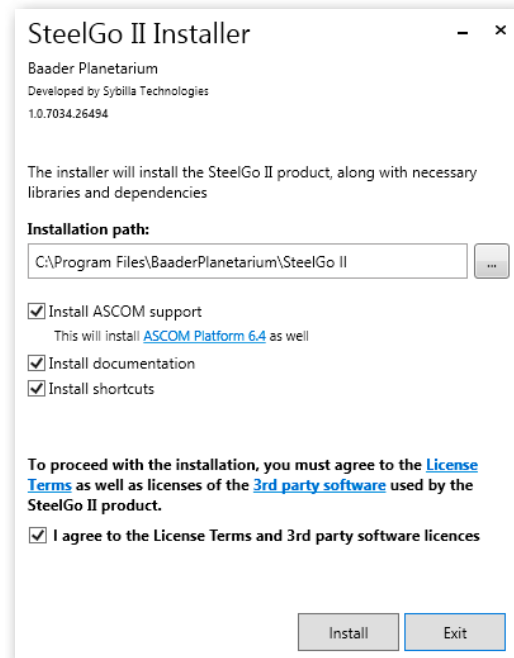 SteelGo II Installer
Baader Planetarium
Developed by Sybilla Technologies
1.0.7034.26494
The installer will install the SteelGo II product, along with necessary
libraries and dependencies
Installation path:
C:\Program Files\BaaderPlanetarium\SteelGo II
...
Install ASCOM support
This will install ASCOM Platform 6.4 as well
Install documentation
Install shortcuts
To proceed with the installation, you must agree to the License
Terms as well as licenses of the 3rd party software used by the
SteelGo II product.
I agree to the License Terms and 3rd party software licences
Install
Exit